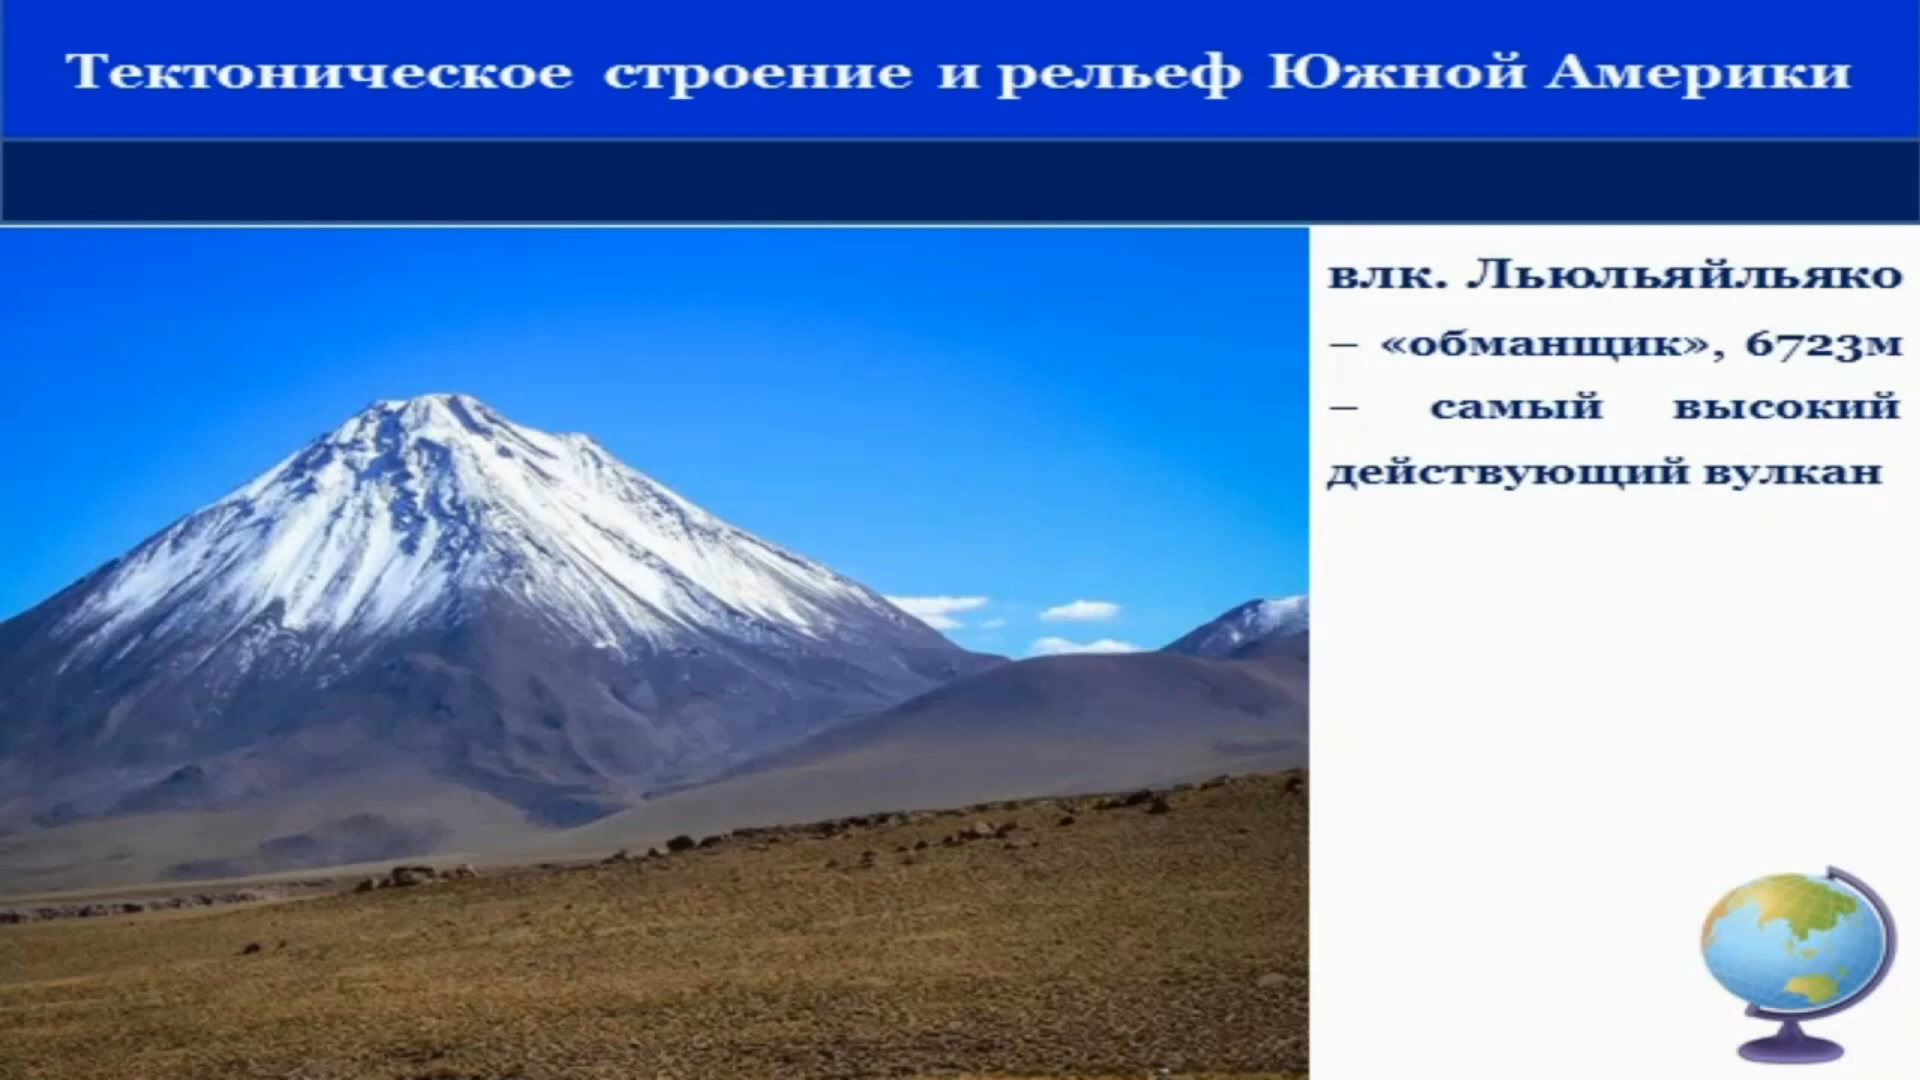 Тектоническое строение и рельеф Южной Америки
влк. Льюльяйльяко
– «обманщик», 6723м
– самый высокий
действующий вулкан